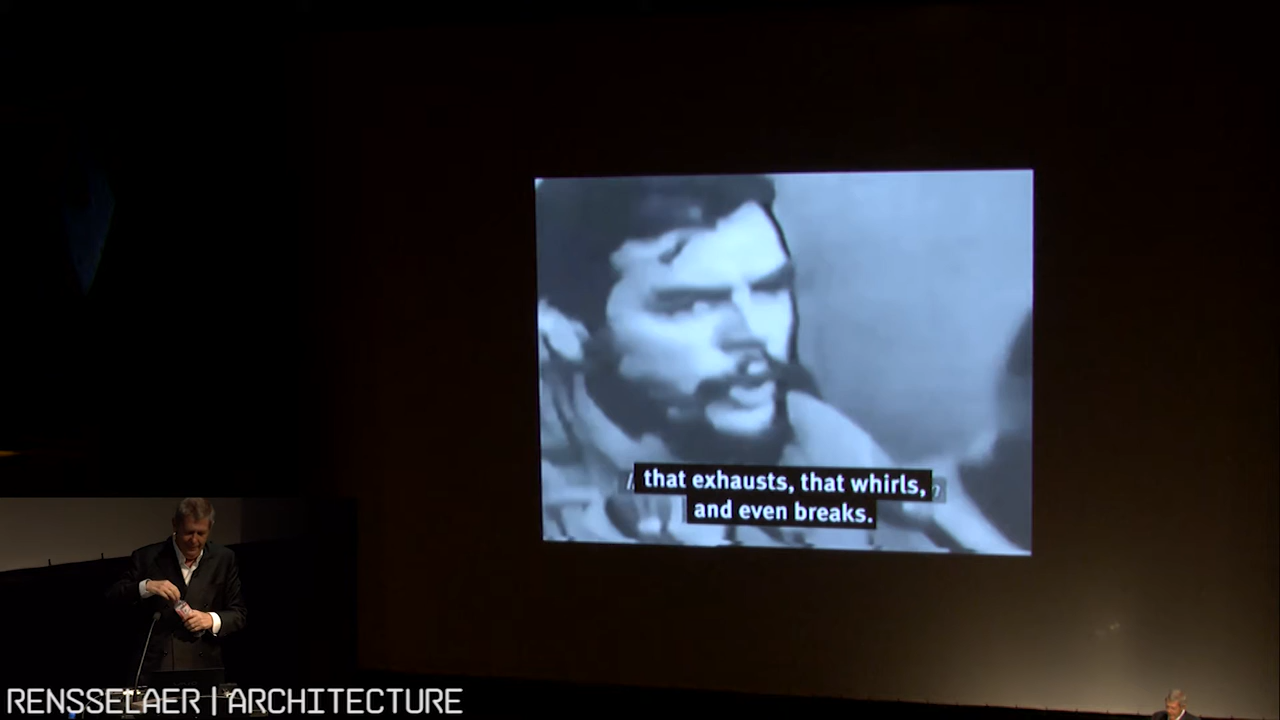 that exhausts, that whirls,
and even breaks.
RENSSELAER | ARCHITECTURE